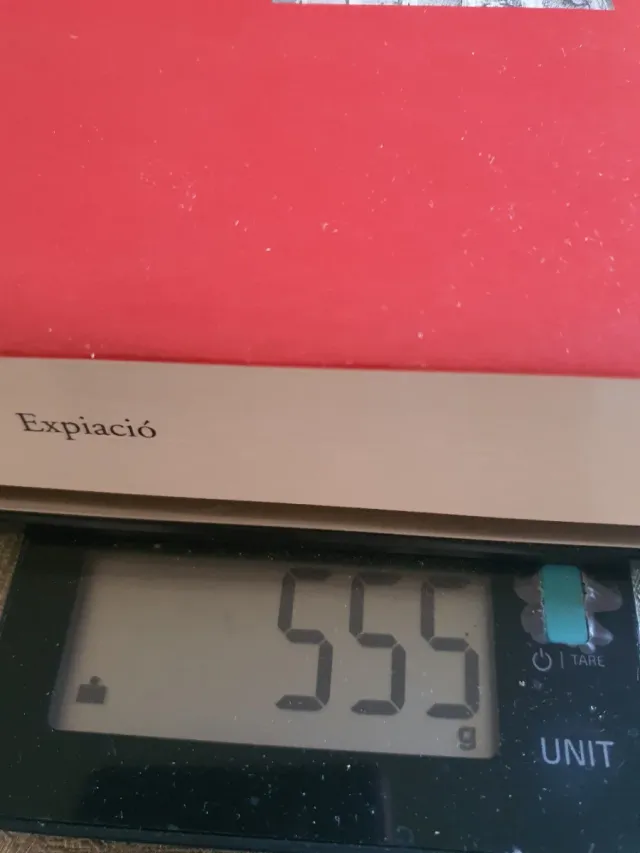 Expiació
555
g
| TARE
UNIT